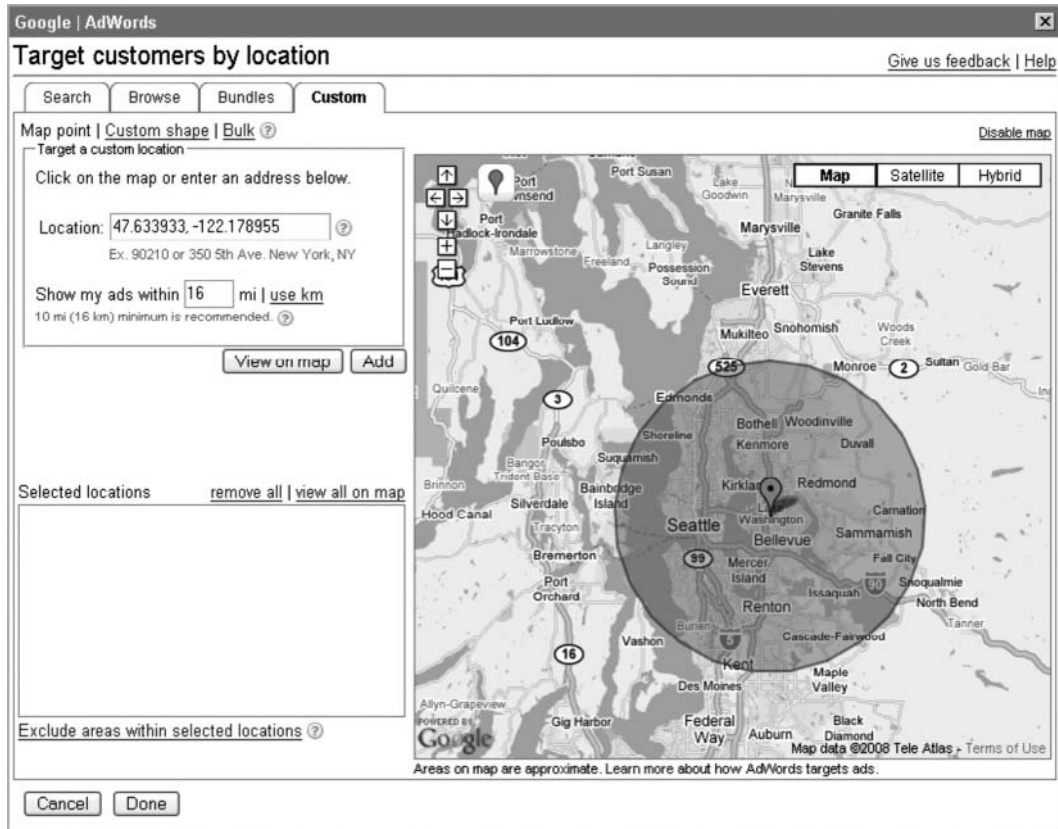 Google | AdWords
Target customers by location
Give us feedback | Help
Search Browse Bundles Custom
Map point | Custom shape | Bulk ?
Disable map
Target a custom location
Click on the map or enter an address below.
Location: 47.633933, -122.178955 ?
Ex. 90210 or 350 5th Ave. New York, NY
Show my ads within 16 mi | use km
10 mi (16 km) minimum is recommended. ?
View on map Add
Selected locations remove all | view all on map
Exclude areas within selected locations ?
Cancel Done
Map Satellite Hybrid
Port Susan
Lake Goodwin
Marysville
Granite Falls
Port
Marysville
Langley
Lake Stevens
Marrowstone
Freeland
Possession Sound
Everett
Port Ludlow
Mukilteo
Snohomish
Woods Creek
104
525
Monroe
2
Sultan
Gold Bar
Quilcene
3
Edmonds
Bothell
Woodinville
Poulsbo
Shoreline
Kenmore
Duvall
Suquamish
Bangor Trident Base
Brinnon
Bainbridge Island
Redmond
Hood Canal
Silverdale
Carnation
Tracyton
Seattle
Washington
Bellevue
Sammamish
Bremerton
99
Mercer Island
Fall City
Port Orchard
90
Snoqualmie
Issaquah
Renton
North Bend
Tanner
Burien
5
Cascade-Fairwood
16
Vashon
Kent
Maple Valley
Des Moines
Allyn-Grapeview
Gig Harbor
Federal Way
Auburn
Black Diamond
POWERED BY
Google
Map data ©2008 Tele Atlas - Terms of Use
Areas on map are approximate. Learn more about how AdWords targets ads.